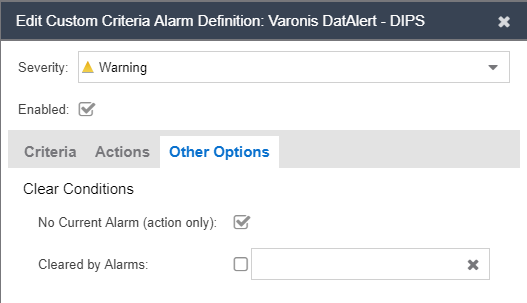 Edit Custom Criteria Alarm Definition: Varonis DatAlert - DIPS
Severity: Warning
Enabled:
Criteria Actions Other Options
Clear Conditions
No Current Alarm (action only):
Cleared by Alarms: